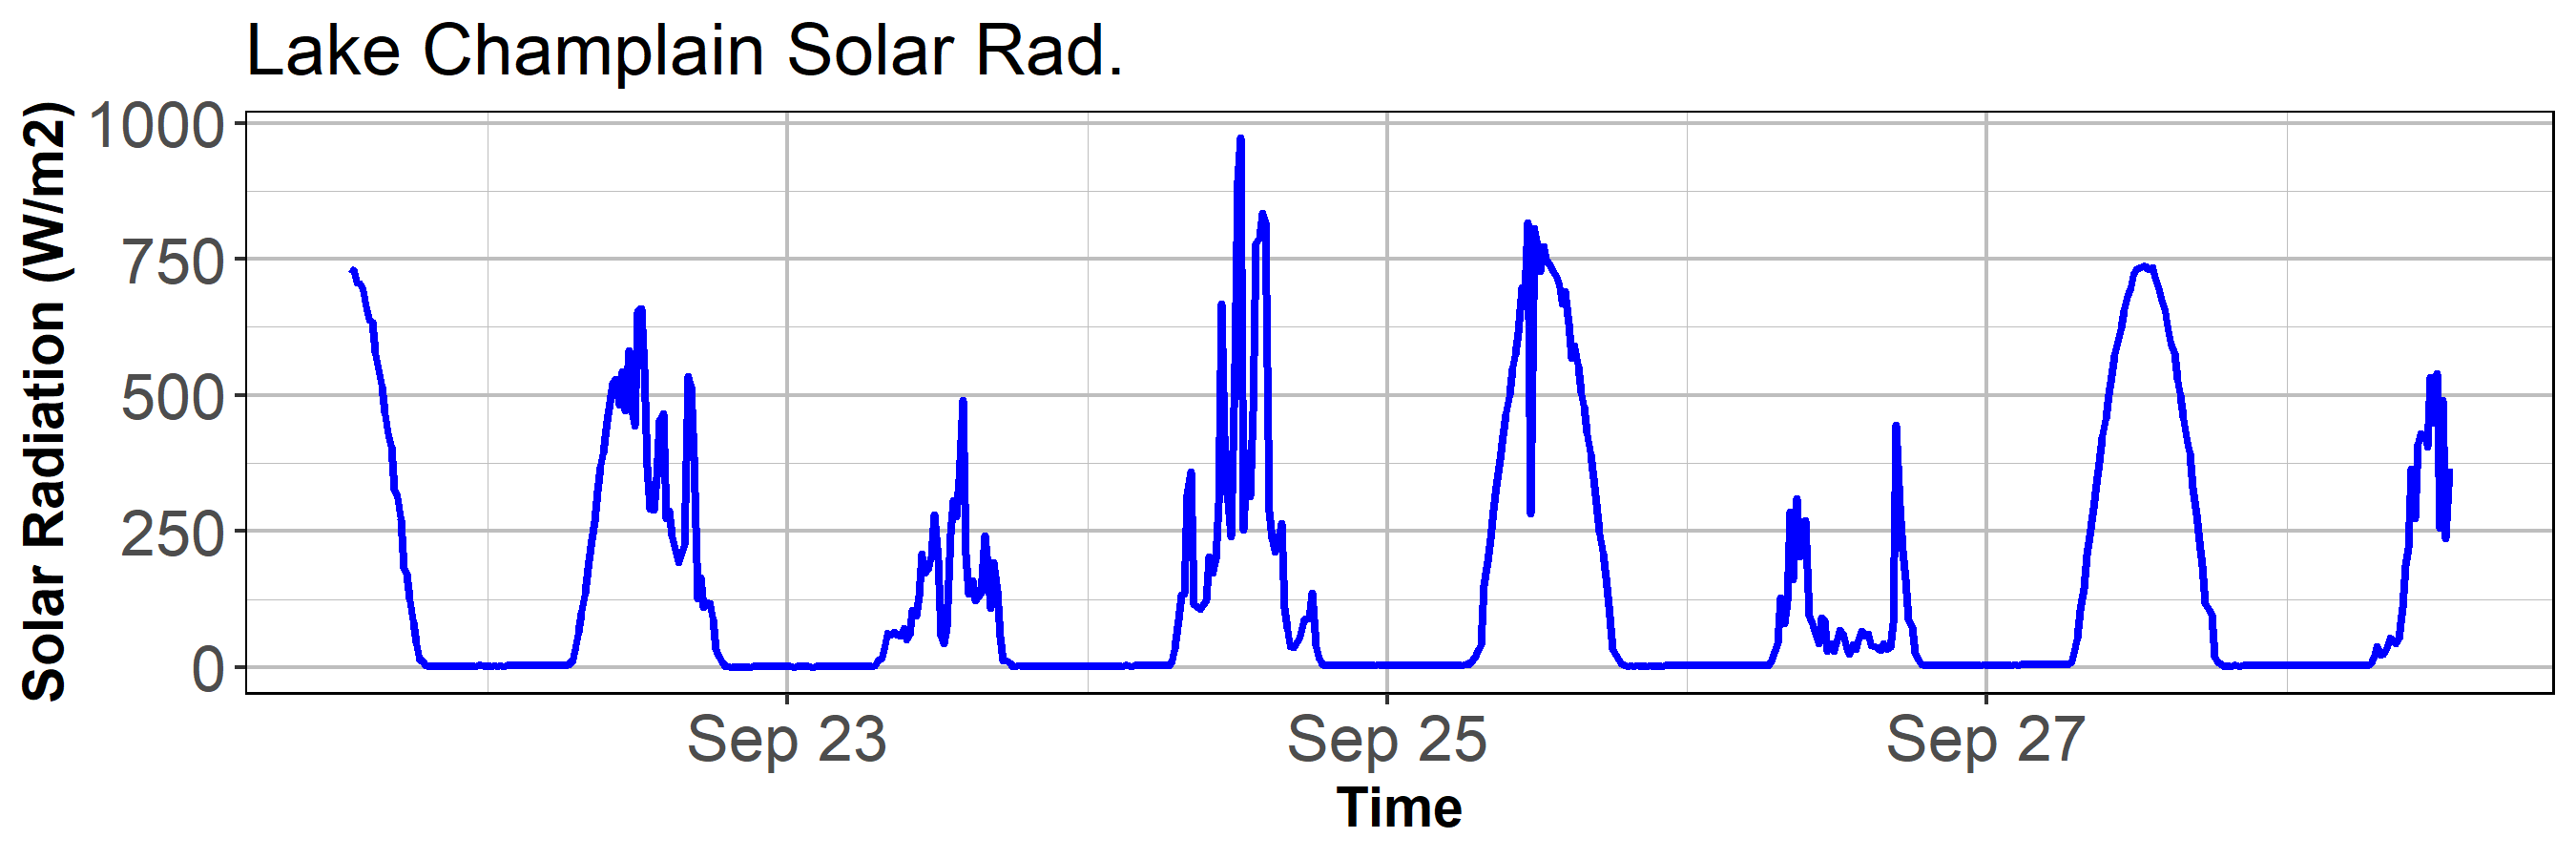 Lake Champlain Solar Rad.
Solar Radiation (W/m2)
1000
750
500
250
0
Sep 23
Sep 25
Sep 27
Time